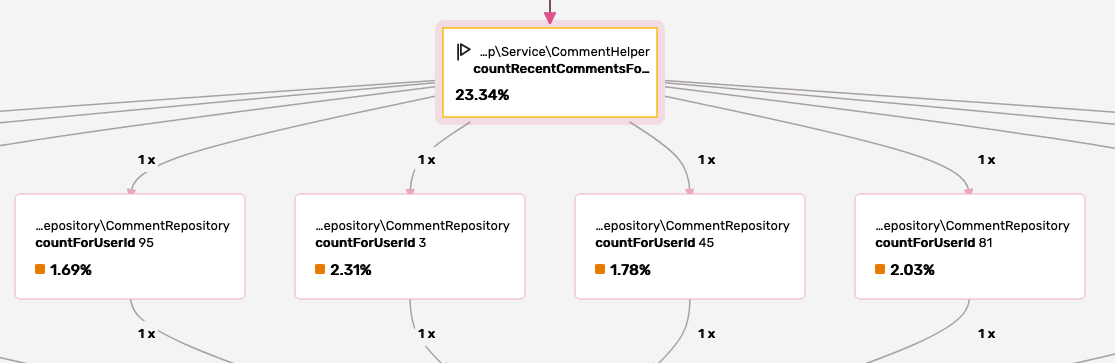 …p\Service\CommentHelper
countRecentCommentsFo…
23.34%
1 x
1 x
1 x
1 x
…epository\CommentRepository
countForUserId 95
1.69%
…epository\CommentRepository
countForUserId 3
2.31%
…epository\CommentRepository
countForUserId 45
1.78%
…epository\CommentRepository
countForUserId 81
2.03%
1 x
1 x
1 x
1 x